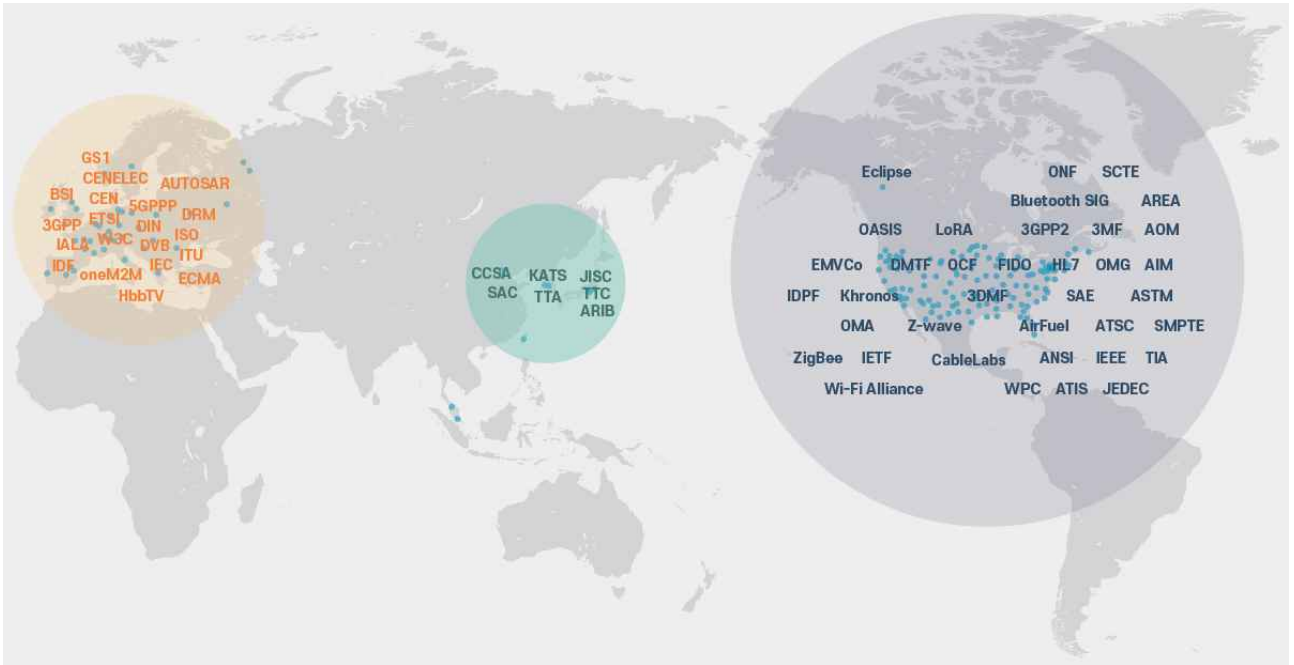 GS1
CENELEC
AUTOSAR
BSI
CEN
5GPPP
3GPP
ETSI
DIN
DRM
IALA
W3C
DVB
ISO
ITU
IDF
oneM2M
IEC
ECMA
HbbTV
CCSA
KATS
JISC
SAC
TTA
TTC
ARIB
Eclipse
ONF
SCTE
Bluetooth SIG
AREA
OASIS
LoRA
3GPP2
3MF
AOM
EMVCo
DMTF
OCF
FIDO
HL7
OMG
AIM
IDPF
Khronos
3DMF
SAE
ASTM
OMA
Z-wave
AirFuel
ATSC
SMPTE
ZigBee
IETF
CableLabs
ANSI
IEEE
TIA
Wi-Fi Alliance
WPC
ATIS
JEDEC